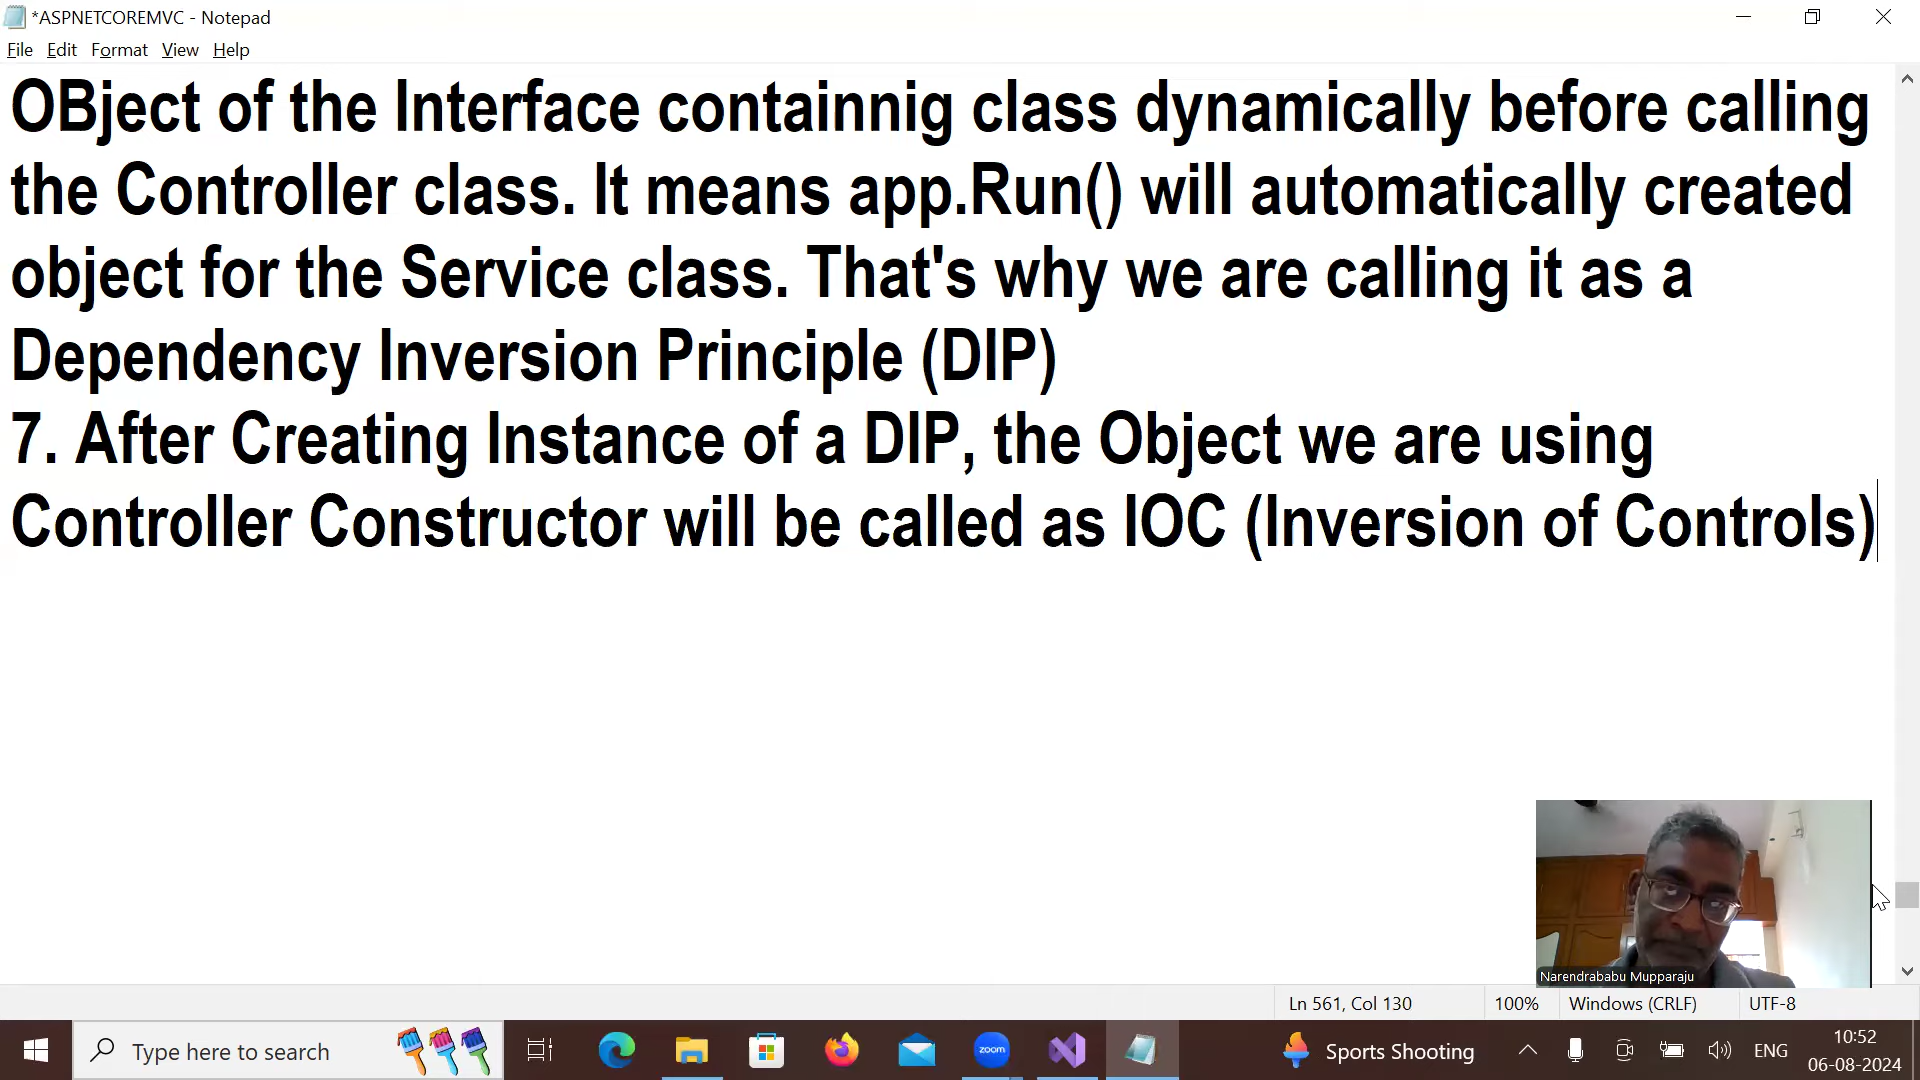 *ASPNETCOREMVC - Notepad
File Edit Format View Help
OBject of the Interface containnig class dynamically before calling
the Controller class. It means app.Run() will automatically created
object for the Service class. That's why we are calling it as a
Dependency Inversion Principle (DIP)
7. After Creating Instance of a DIP, the Object we are using
Controller Constructor will be called as IOC (Inversion of Controls)
Narendrababu Mupparaju
Ln 561, Col 130 100% Windows (CRLF) UTF-8
Type here to search
zoom
Sports Shooting
ENG
10:52
06-08-2024